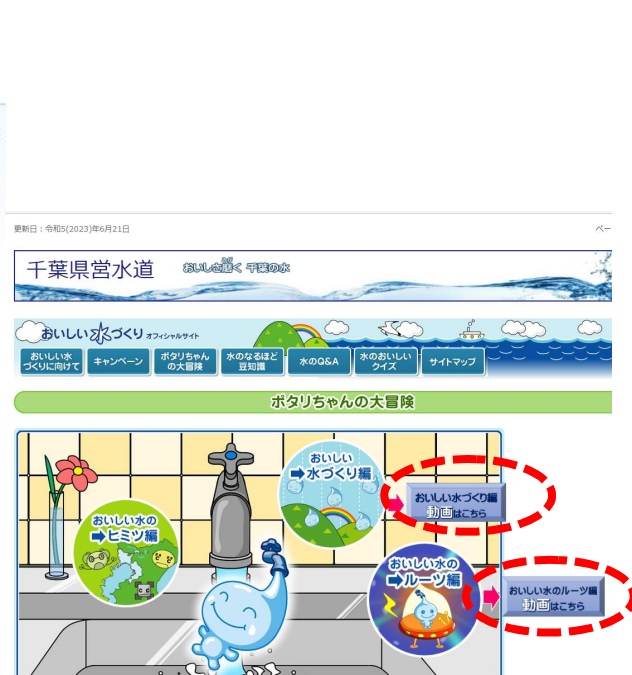 更新日：令和5(2023)年6月21日
ペー
千葉県営水道
おいしさ磨く 千葉の水
みが
おいしい水づくり オフィシャルサイト
おいしい水
づくりに向けて
キャンペーン
ポタリちゃん
の大冒険
水のなるほど
豆知識
水のQ&A
水のおいしい
クイズ
サイトマップ
ポタリちゃんの大冒険
おいしい
水づくり編
おいしい水づくり編
動画はこちら
おいしい水の
ヒミツ編
おいしい水の
ルーツ編
おいしい水のルーツ編
動画はこちら